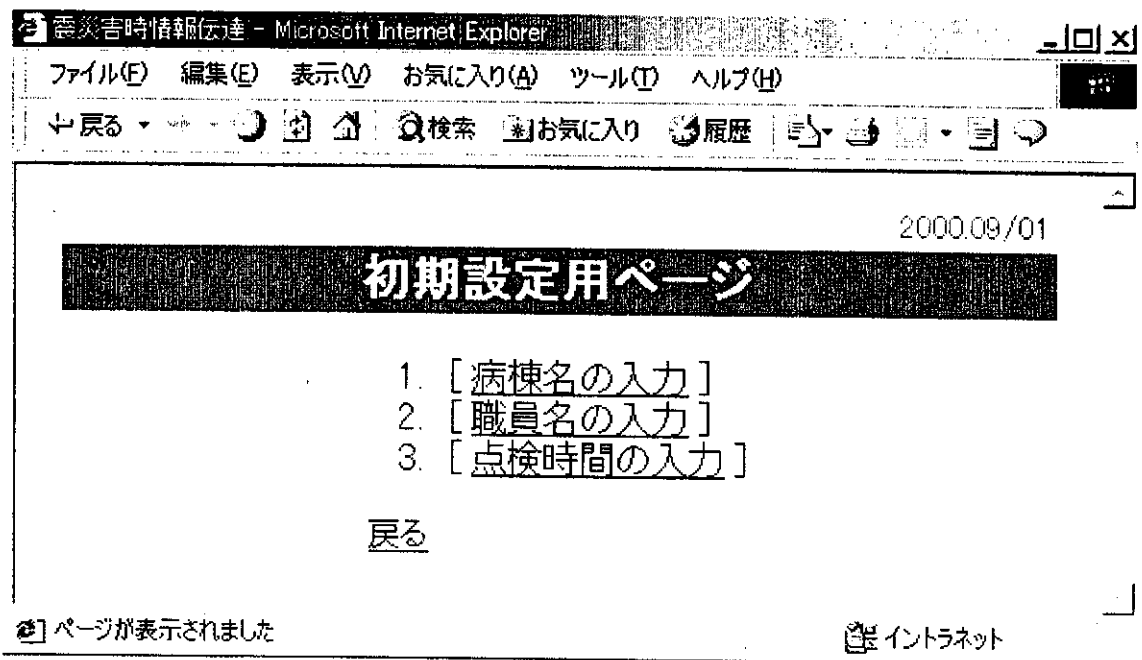 震災害時情報伝達 - Microsoft Internet Explorer
ファイル(F) 編集(E) 表示(V) お気に入り(A) ツール(T) ヘルプ(H)
戻る 検索 お気に入り 履歴
2000.09/01
初期設定用ページ
1. [病棟名の入力]
2. [職員名の入力]
3. [点検時間の入力]
戻る
ページが表示されました イントラネット